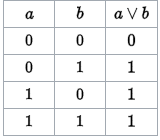 a b a ∨ b
0 0 0
0 1 1
1 0 1
1 1 1